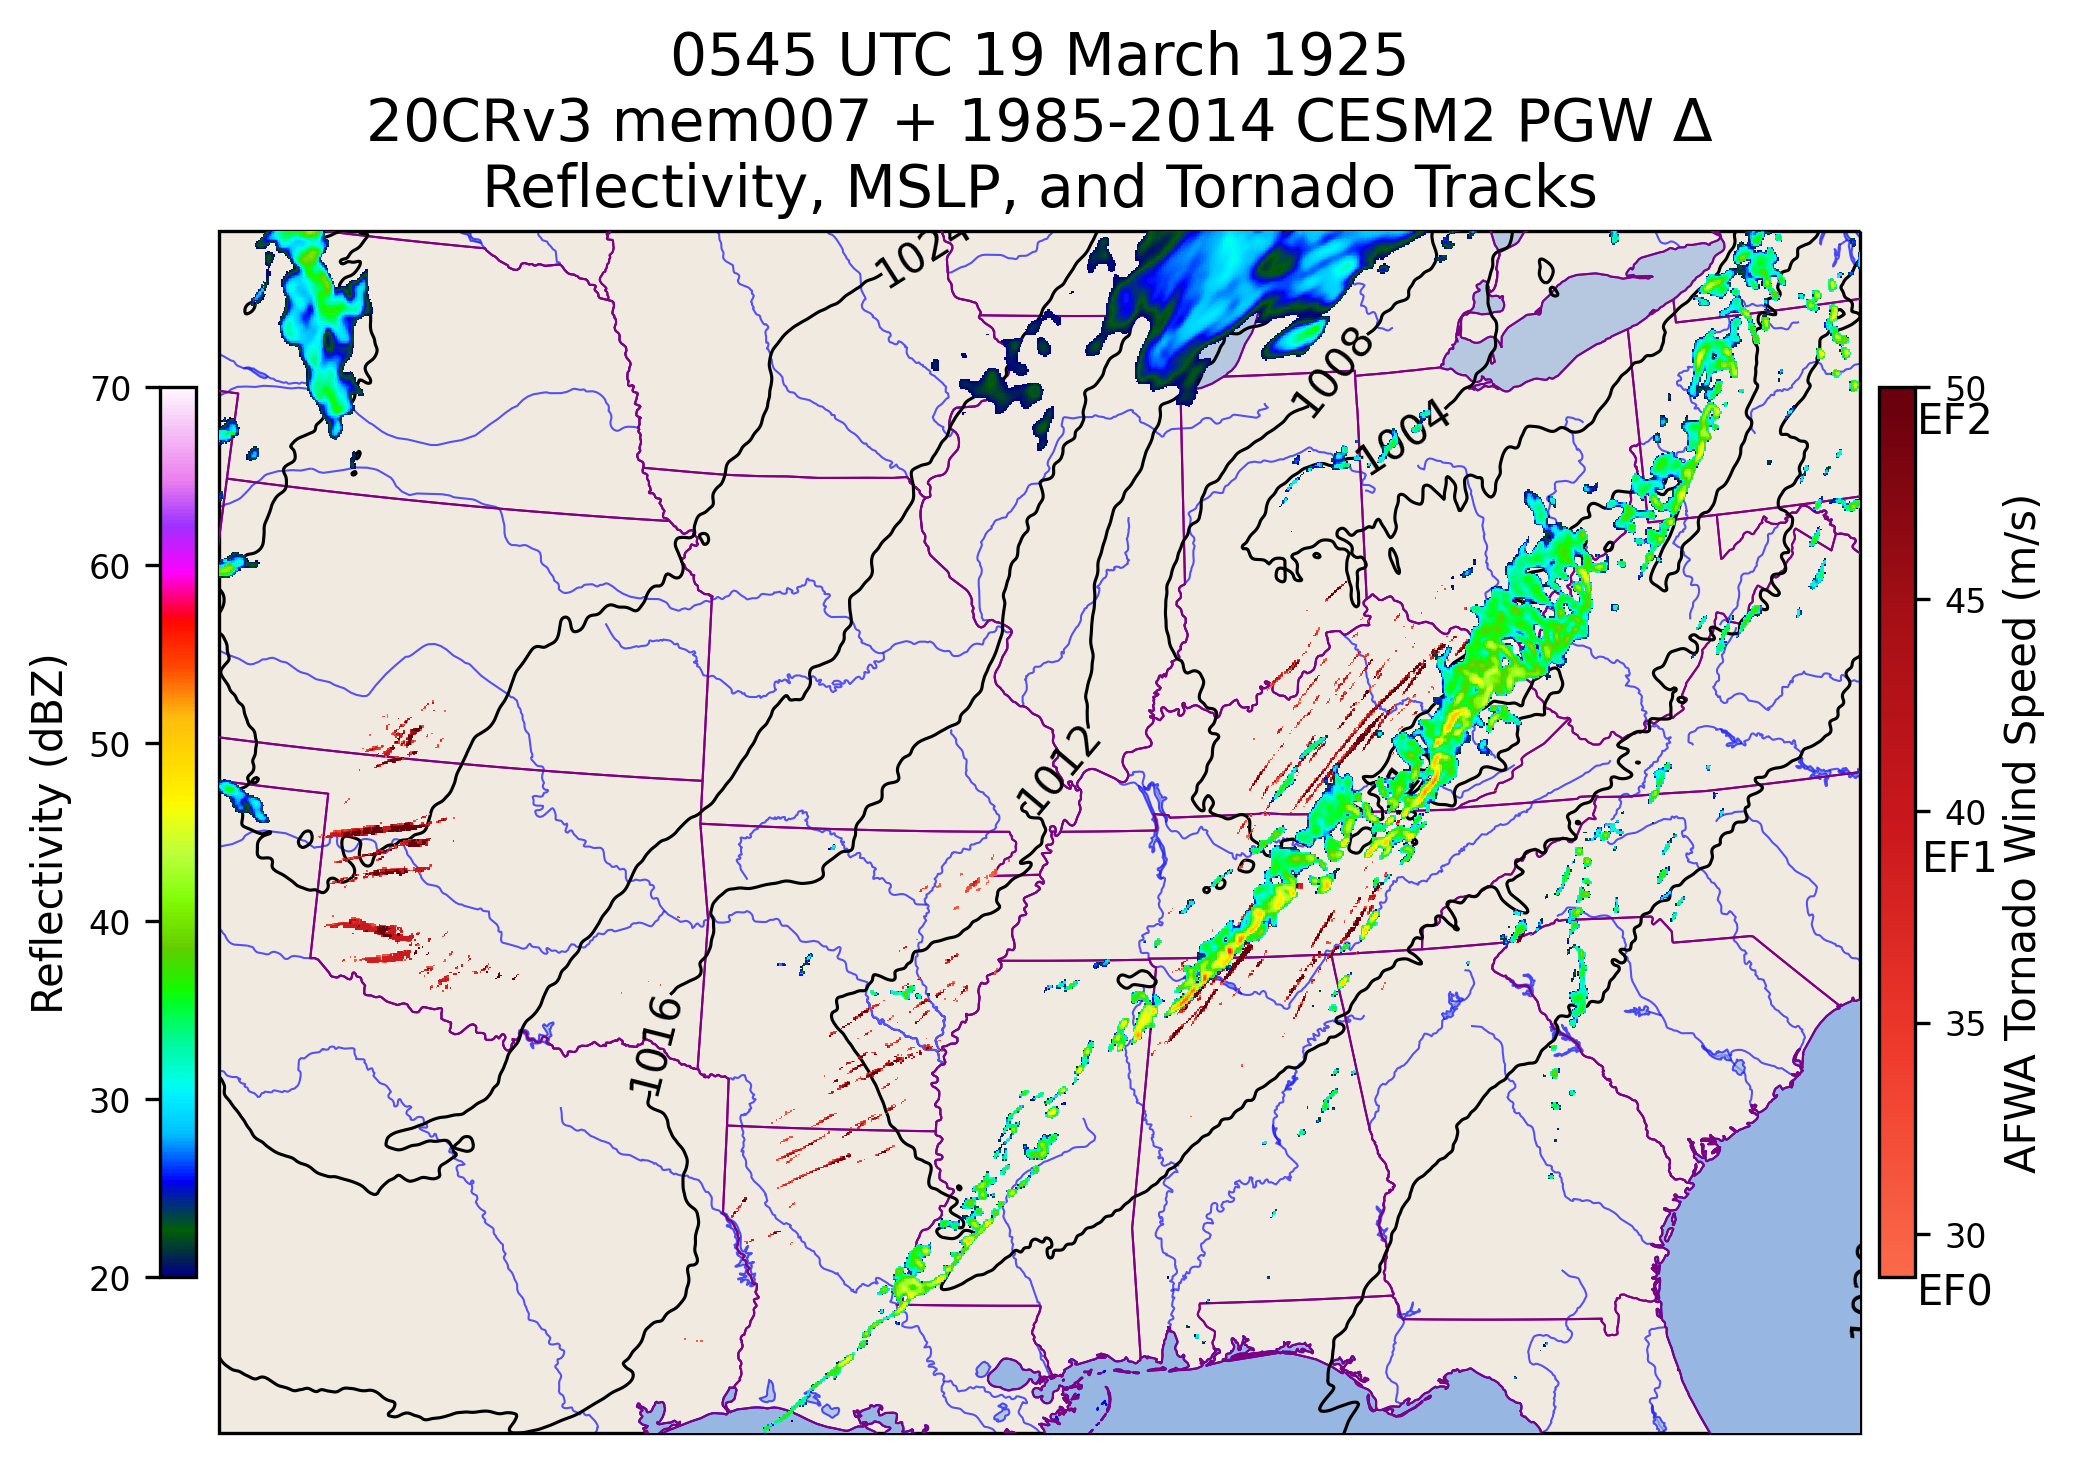 0545 UTC 19 March 1925
20CRv3 mem007 + 1985-2014 CESM2 PGW Δ
Reflectivity, MSLP, and Tornado Tracks
1024
1008
1004
1012
1016
70
60
50
40
30
20
Reflectivity (dBZ)
50
EF2
45
40
EF1
35
30
EF0
AFWA Tornado Wind Speed (m/s)